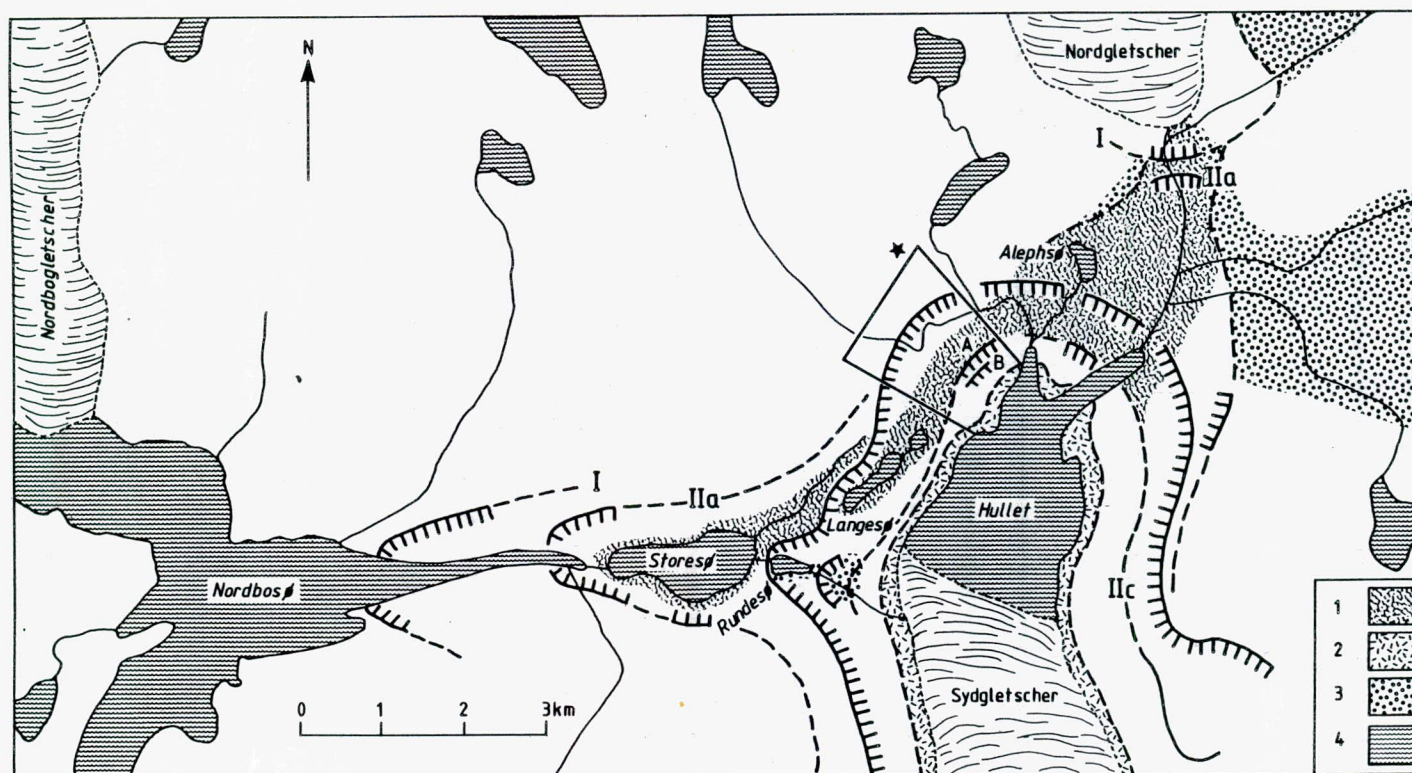 N
Nordgletscher
I
IIa
Nordbogletscher
Alephsø
A
B
I
IIa
Langesø
Hullet
Storesø
Nordbosø
Rundesø
IIc
1
2
3
4
Sydgletscher
0 1 2 3km